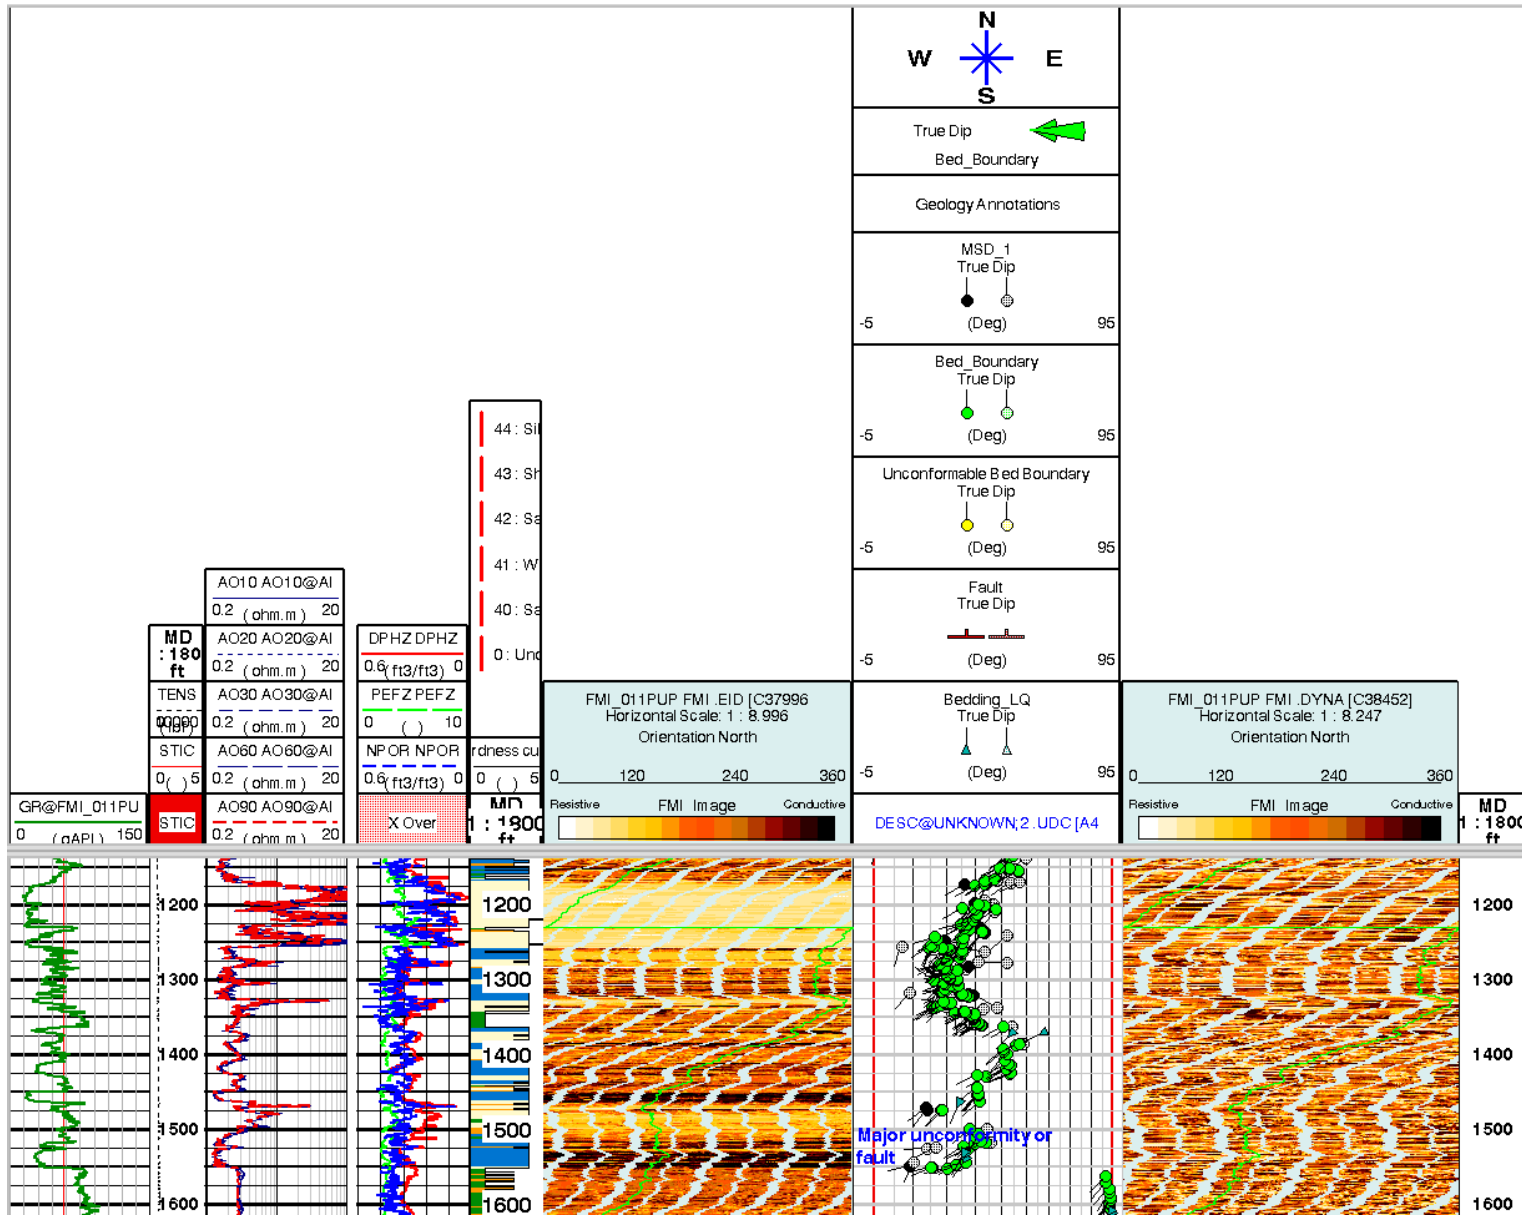 N
W E
S
True Dip
Bed_Boundary
Geology Annotations
MSD_1
True Dip
-5 (Deg) 95
Bed_Boundary
True Dip
-5 (Deg) 95
Unconformable Bed Boundary
True Dip
-5 (Deg) 95
Fault
True Dip
-5 (Deg) 95
Bedding_LQ
True Dip
-5 (Deg) 95
DESC@UNKNOWN;2.UDC [A4
44 : Sil
43 : Sh
42 : Sa
41 : W
40 : Sa
0 : Unc
rdness cu
0 ( ) 5
MD
1 : 1800
ft
AO10 AO10@AI
0.2 ( ohm.m ) 20
AO20 AO20@AI
0.2 ( ohm.m ) 20
AO30 AO30@AI
0.2 ( ohm.m ) 20
AO60 AO60@AI
0.2 ( ohm.m ) 20
AO90 AO90@AI
0.2 ( ohm.m ) 20
MD
: 180
ft
TENS
STIC
0 ( ) 5
STIC
DPHZ DPHZ
0.6 (ft3/ft3) 0
PEFZ PEFZ
0 ( ) 10
NPOR NPOR
0.6 (ft3/ft3) 0
X Over
GR@FMI_011PU
0 (gAPI) 150
FMI_011PUP FMI .EID [C37996
Horizontal Scale: 1 : 8.996
Orientation North
0 120 240 360
Resistive FMI Image Conductive
FMI_011PUP FMI .DYNA [C38452]
Horizontal Scale: 1 : 8.247
Orientation North
0 120 240 360
Resistive FMI Image Conductive
MD
1 : 1800
ft
1200 1200 1200
1300 1300 1300
1400 1400 1400
1500 1500 1500
Major unconformity or
fault
1600 1600 1600